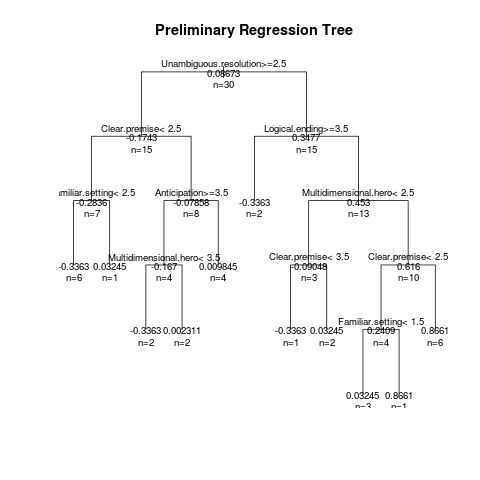 Preliminary Regression Tree
Unambiguous.resolution>=2.5
0.08673
n=30
Clear.premise< 2.5
-0.1743
n=15
Logical.ending>=3.5
0.3477
n=15
miliar.setting< 2.5
-0.2836
n=7
Anticipation>=3.5
-0.07858
n=8
-0.3363
n=2
Multidimensional.hero< 2.5
0.453
n=13
-0.3363
n=6
0.03245
n=1
Multidimensional.hero< 3.5
-0.167
n=4
0.009845
n=4
Clear.premise< 3.5
-0.09048
n=3
Clear.premise< 2.5
0.616
n=10
-0.3363
n=2
0.002311
n=2
-0.3363
n=1
0.03245
n=2
Familiar.setting< 1.5
0.2409
n=4
0.8661
n=6
0.03245
n=3
0.8661
n=1